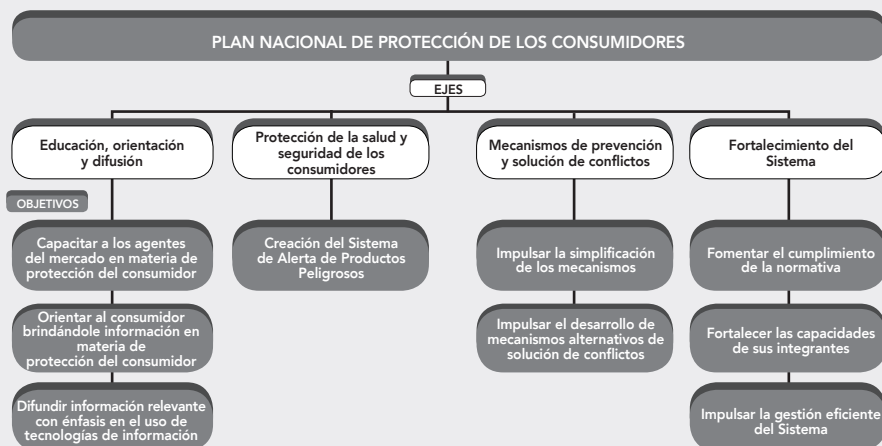 PLAN NACIONAL DE PROTECCIÓN DE LOS CONSUMIDORES
EJES
Educación, orientación
y difusión
Protección de la salud y
seguridad de los
consumidores
Mecanismos de prevención
y solución de conflictos
Fortalecimiento del
Sistema
OBJETIVOS
Capacitar a los agentes
del mercado en materia de
protección del consumidor
Creación del Sistema
de Alerta de Productos
Peligrosos
Impulsar la simplificación
de los mecanismos
Fomentar el cumplimiento
de la normativa
Orientar al consumidor
brindándole información en
materia de
protección del consumidor
Impulsar el desarrollo de
mecanismos alternativos de
solución de conflictos
Fortalecer las capacidades
de sus integrantes
Difundir información relevante
con énfasis en el uso de
tecnologías de información
Impulsar la gestión eficiente
del Sistema